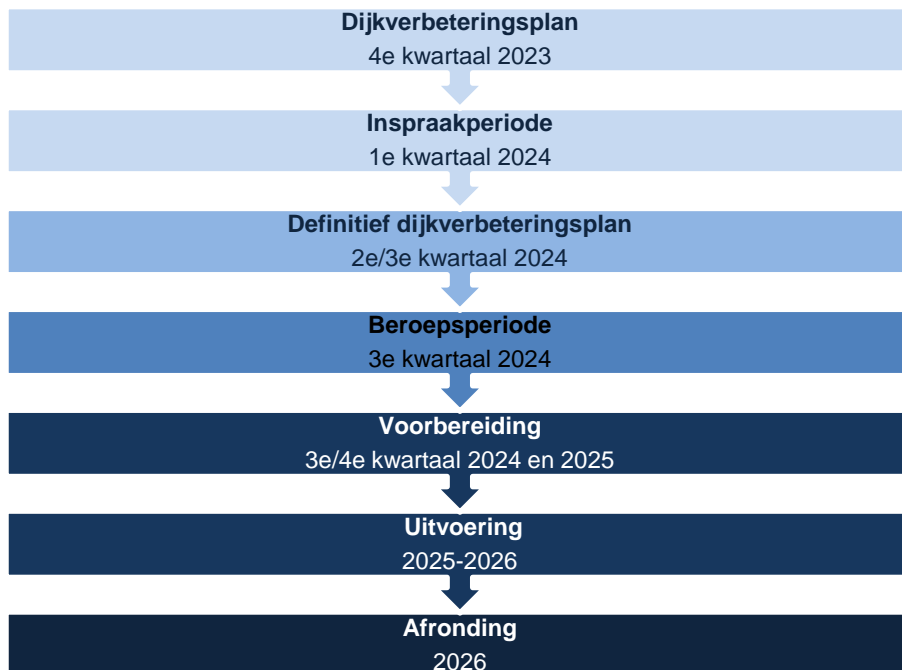 Dijkverbeteringsplan
4e kwartaal 2023
Inspraakperiode
1e kwartaal 2024
Definitief dijkverbeteringsplan
2e/3e kwartaal 2024
Beroepsperiode
3e kwartaal 2024
Voorbereiding
3e/4e kwartaal 2024 en 2025
Uitvoering
2025-2026
Afronding
2026